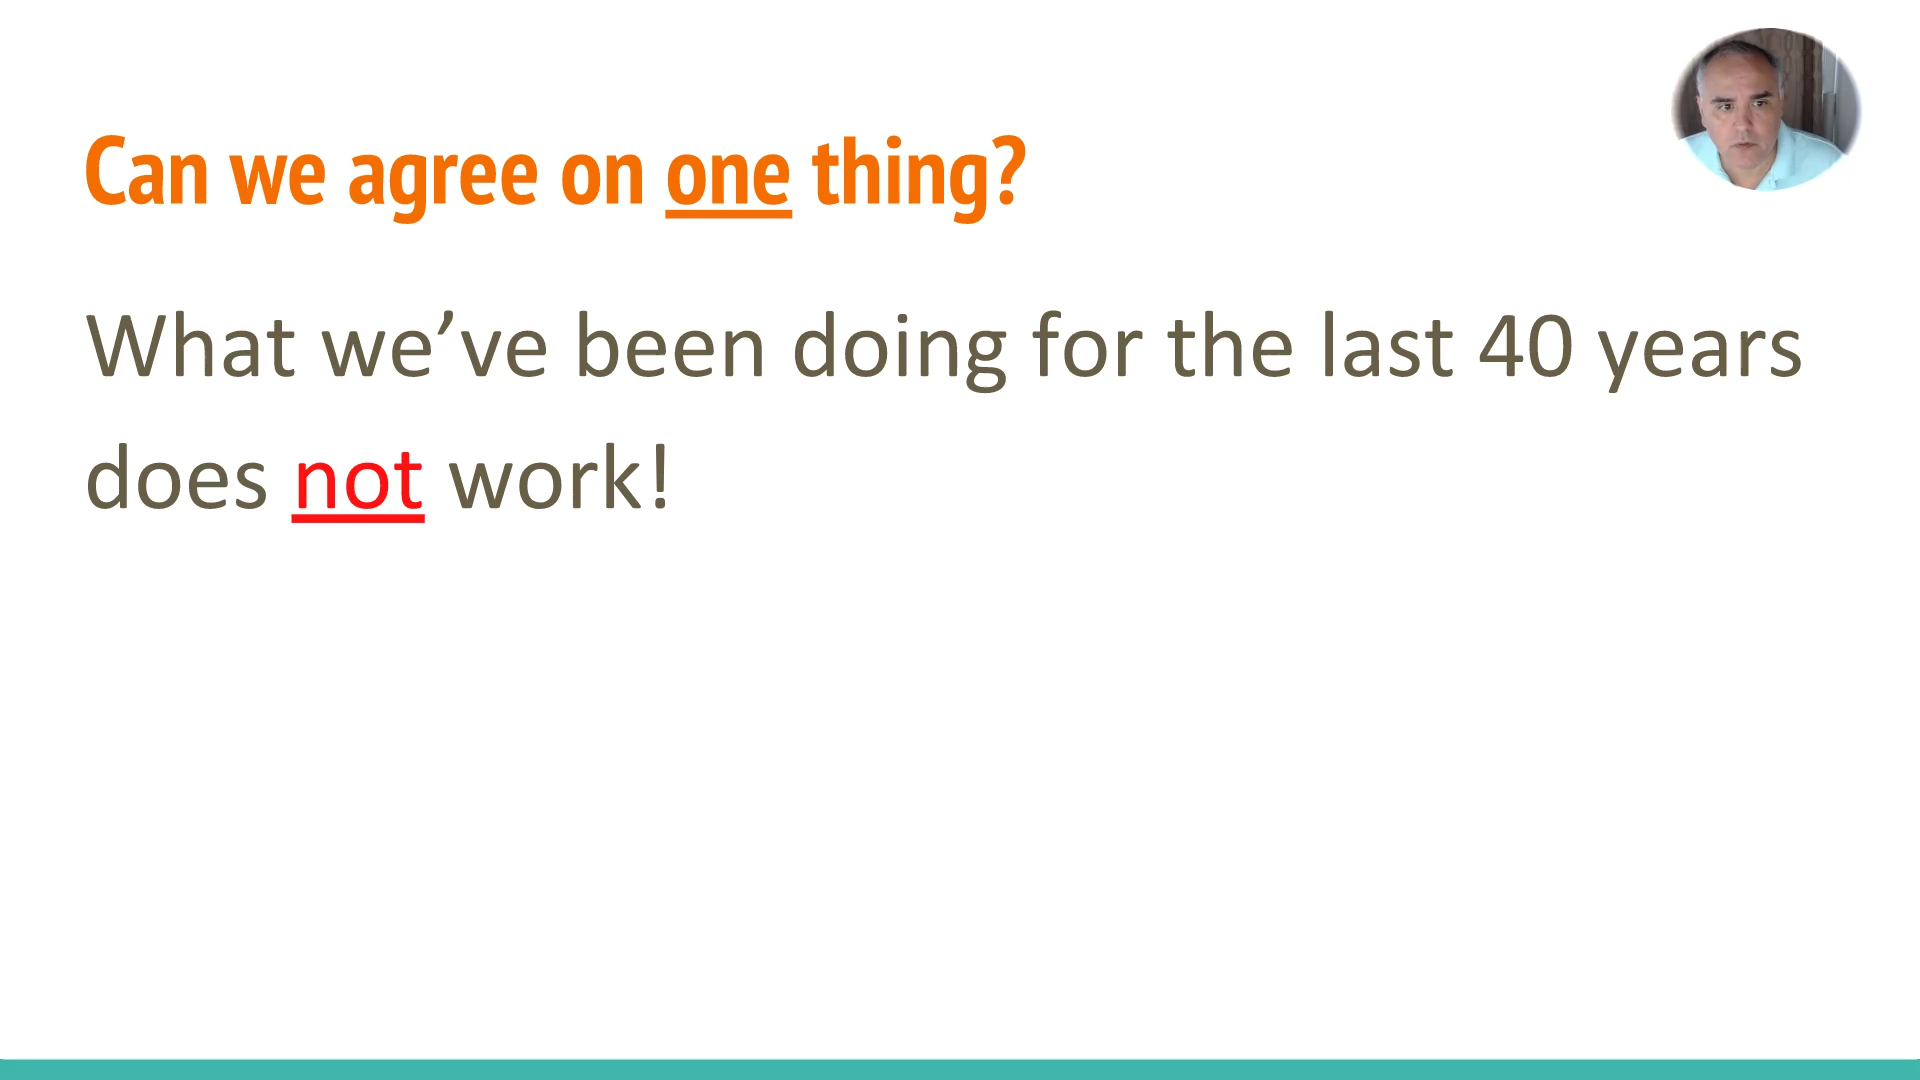 Can we agree on one thing?
What we’ve been doing for the last 40 years
does not work!